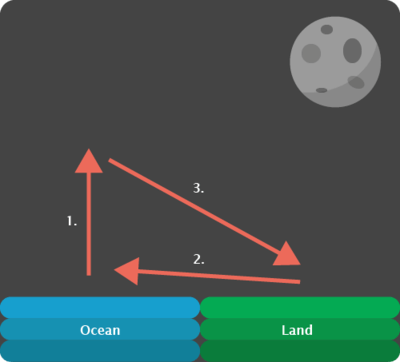 3.
1.
2.
Ocean
Land